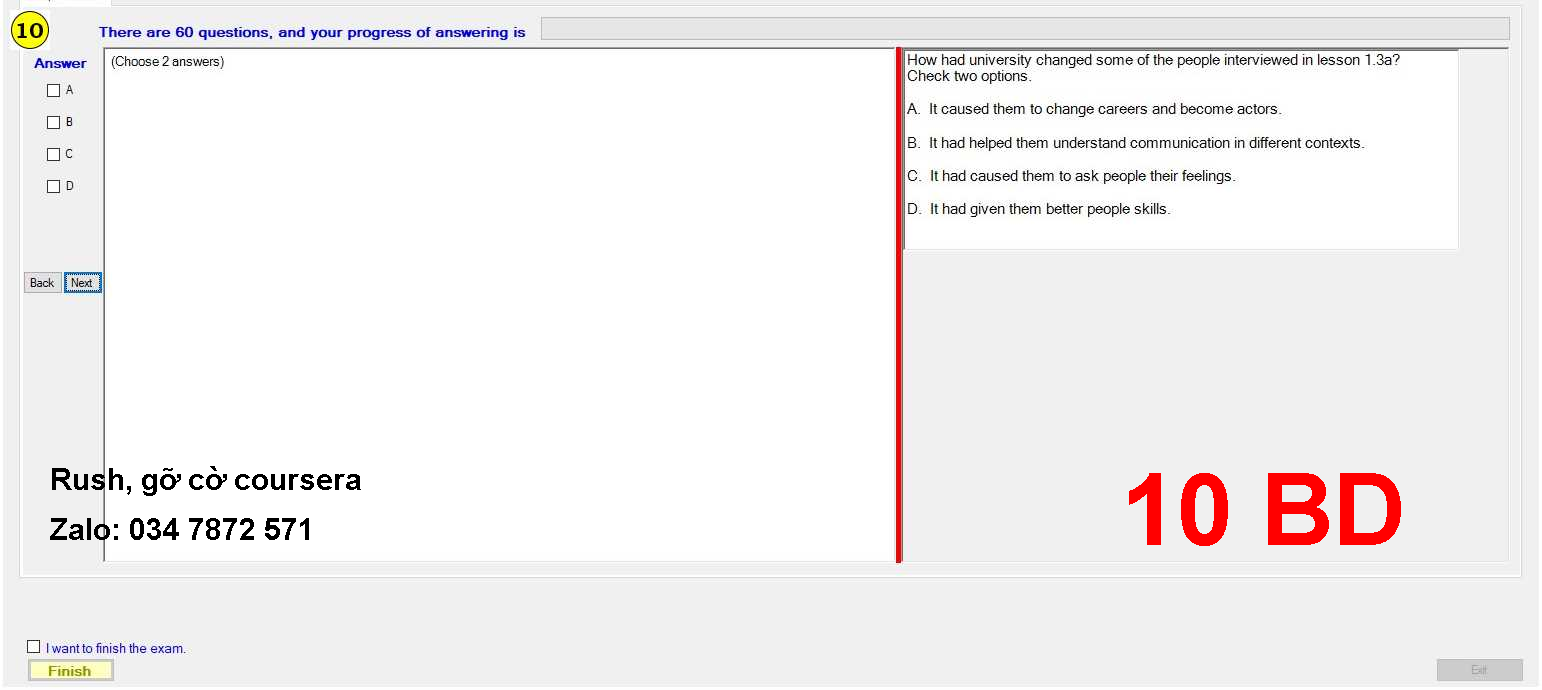 10
There are 60 questions, and your progress of answering is
Answer
(Choose 2 answers)
A
B
C
D
Back
Next
How had university changed some of the people interviewed in lesson 1.3a?
Check two options.
A. It caused them to change careers and become actors.
B. It had helped them understand communication in different contexts.
C. It had caused them to ask people their feelings.
D. It had given them better people skills.
Rush, gỡ cờ coursera
Zalo: 034 7872 571
10 BD
I want to finish the exam.
Finish
Exit